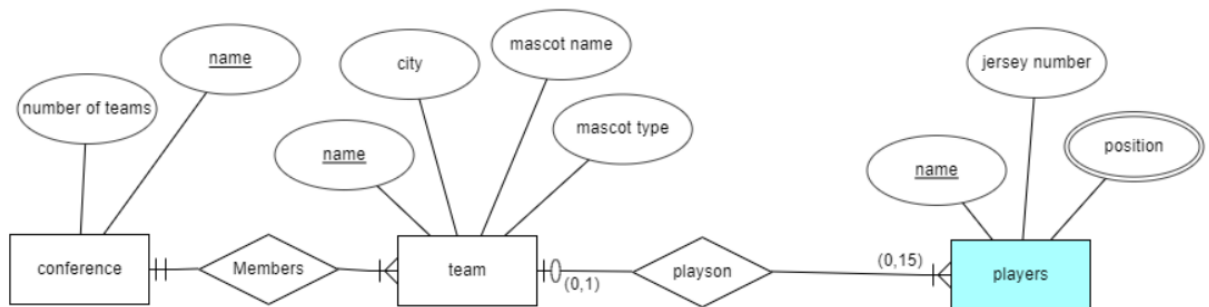 name
mascot name
city
jersey number
number of teams
mascot type
name
position
name
conference
Members
team
(0,1)
playson
(0,15)
players